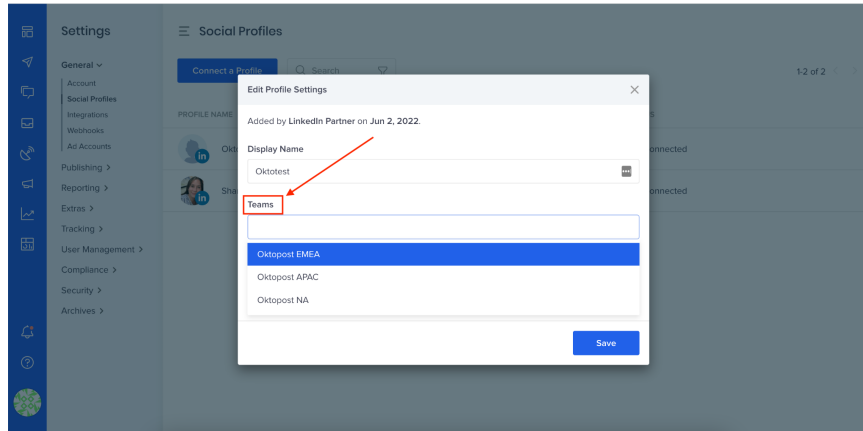 Settings
General
Account
Social Profiles
Integrations
Webhooks
Ad Accounts
Publishing
Reporting
Extras
Tracking
User Management
Compliance
Security
Archives
Social Profiles
Connect a Profile
Search
1-2 of 2
PROFILE NAME
Okto
onnected
Sha
onnected
Edit Profile Settings
Added by LinkedIn Partner on Jun 2, 2022.
Display Name
Oktotest
Teams
Oktopost EMEA
Oktopost APAC
Oktopost NA
Save